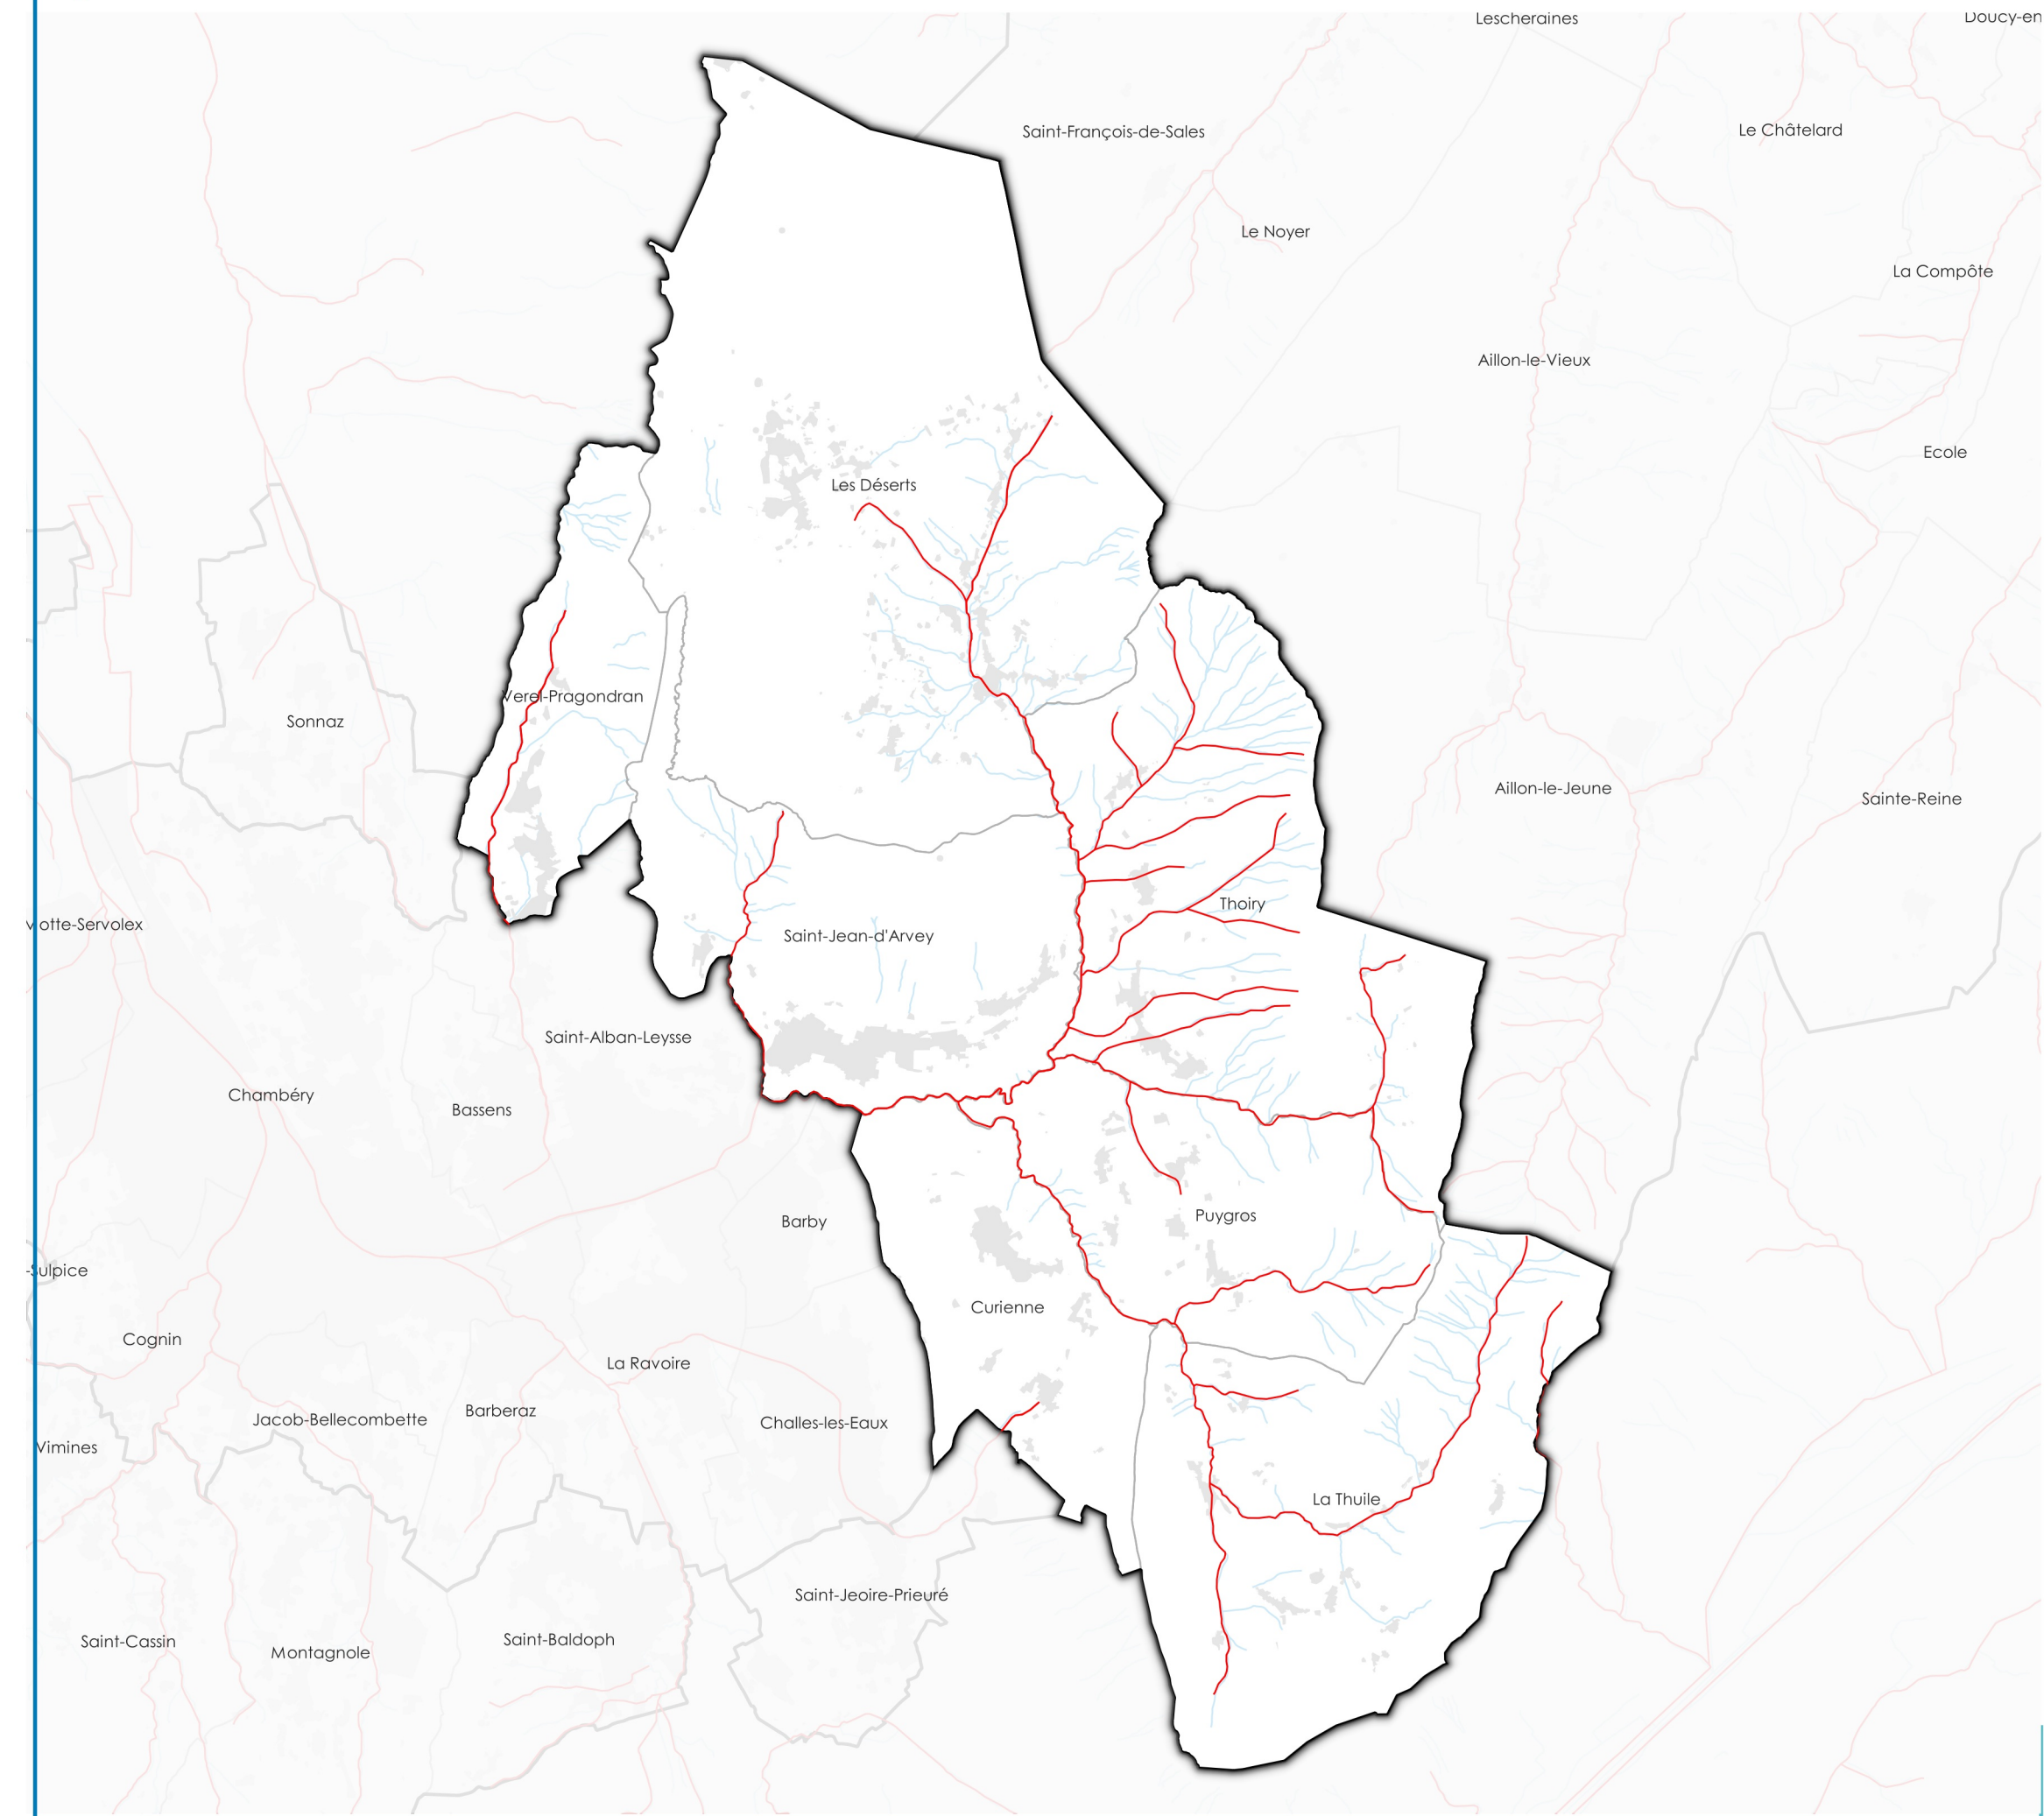 Lescheraines
Doucy-en
Saint-François-de-Sales
Le Châtelard
Le Noyer
La Compôte
Aillon-le-Vieux
Ecole
Les Déserts
Verel-Pragondran
Sonnaz
Aillon-le-Jeune
Sainte-Reine
Thoiry
otte-Servolex
Saint-Jean-d'Arvey
Saint-Alban-Leysse
Chambéry
Bassens
Puygros
Barby
-Sulpice
Curienne
Cognin
La Ravoire
Barberaz
Jacob-Bellecombette
Challes-les-Eaux
Vimines
La Thuile
Saint-Jeoire-Prieuré
Saint-Baldoph
Saint-Cassin
Montagnole